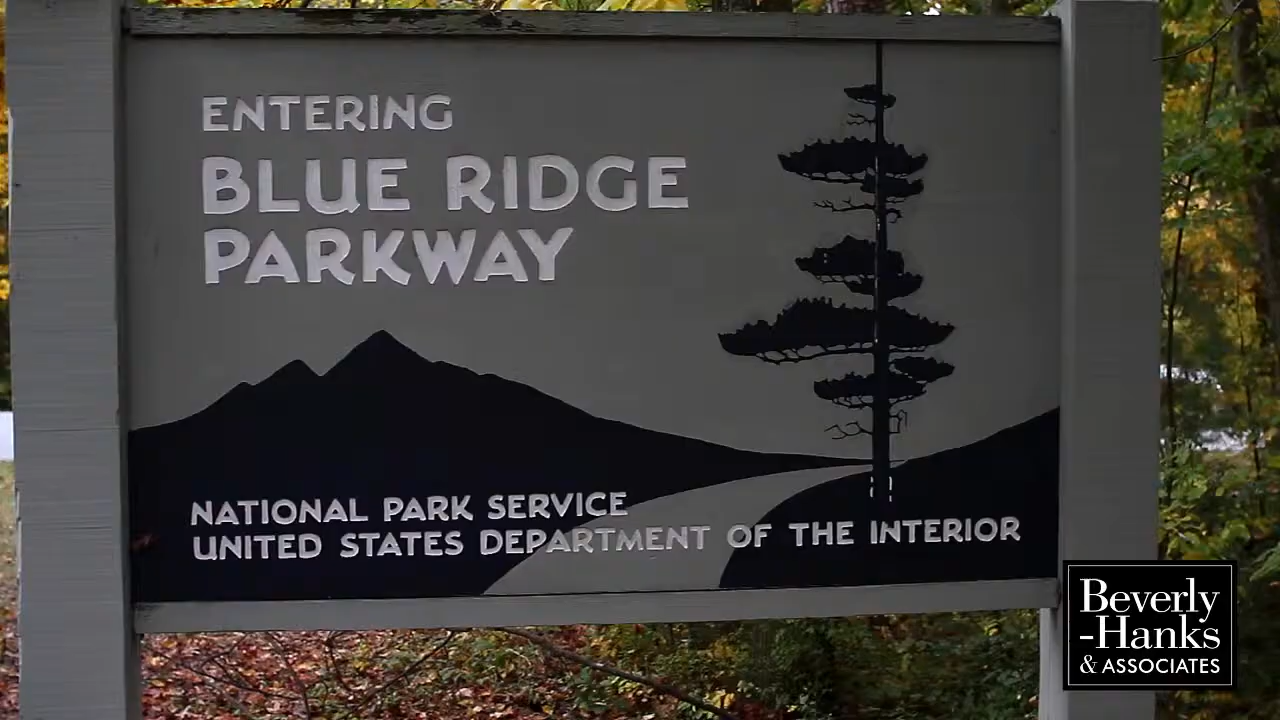 ENTERING
BLUE RIDGE
PARKWAY
NATIONAL PARK SERVICE
UNITED STATES DEPARTMENT OF THE INTERIOR
Beverly
-Hanks
& ASSOCIATES